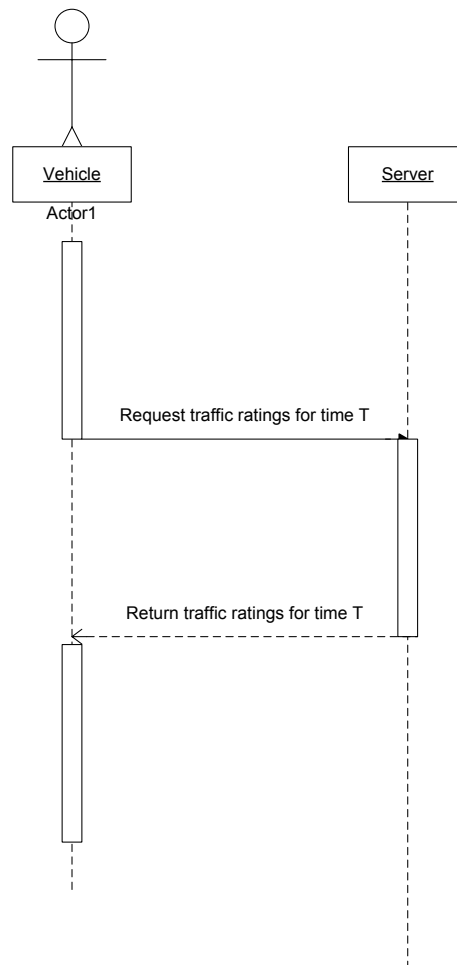 Vehicle
Server
Actor1
Request traffic ratings for time T
Return traffic ratings for time T